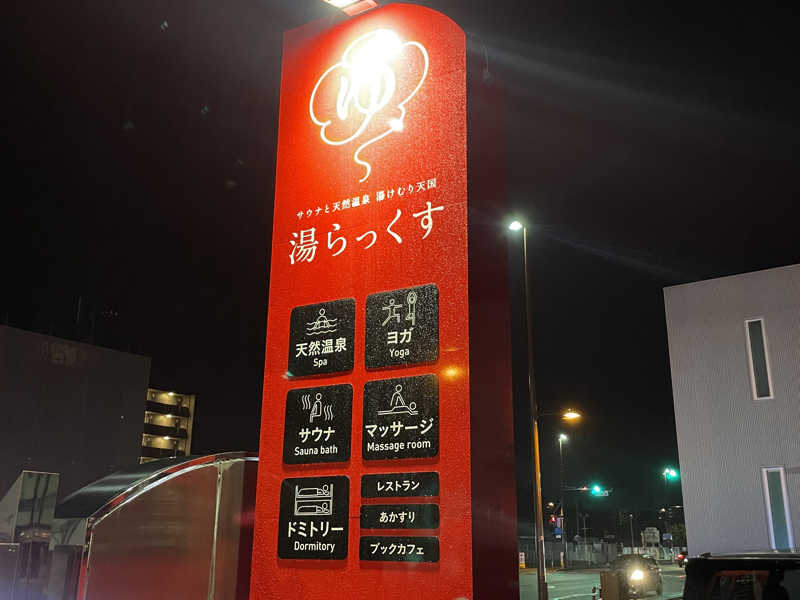 ゆ
サウナと天然温泉 湯けむり天国
湯らっくす
天然温泉
Spa
ヨガ
Yoga
サウナ
Sauna bath
マッサージ
Massage room
ドミトリー
Dormitory
レストラン
あかすり
ブックカフェ